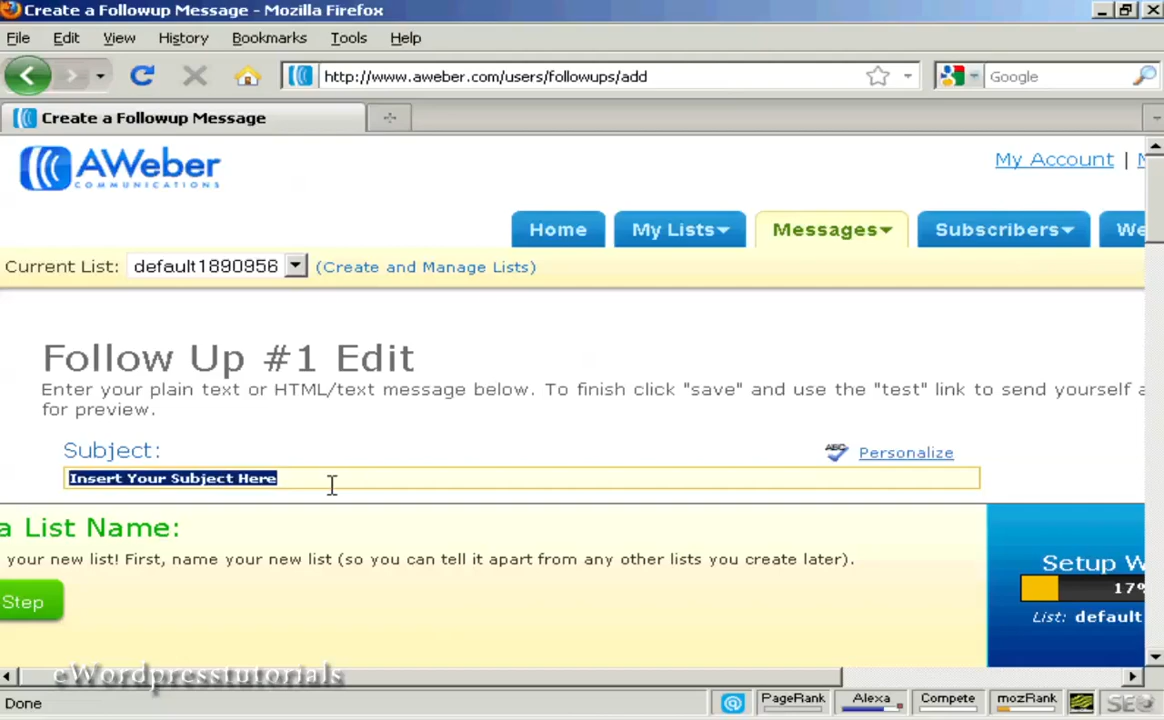 Create a Followup Message - Mozilla Firefox
File Edit View History Bookmarks Tools Help
http://www.aweber.com/users/followups/add
Google
Create a Followup Message
AWeber
COMMUNICATIONS
My Account |
Home My Lists Messages Subscribers We
Current List: default1890956 (Create and Manage Lists)
Follow Up #1 Edit
Enter your plain text or HTML/text message below. To finish click "save" and use the "test" link to send yourself a
for preview.
Subject:
ABC Personalize
Insert Your Subject Here
a List Name:
your new list! First, name your new list (so you can tell it apart from any other lists you create later).
Step
Setup W
17%
List: default
eWordpresstutorials
Done
PageRank Alexa Compete mozRank SEO